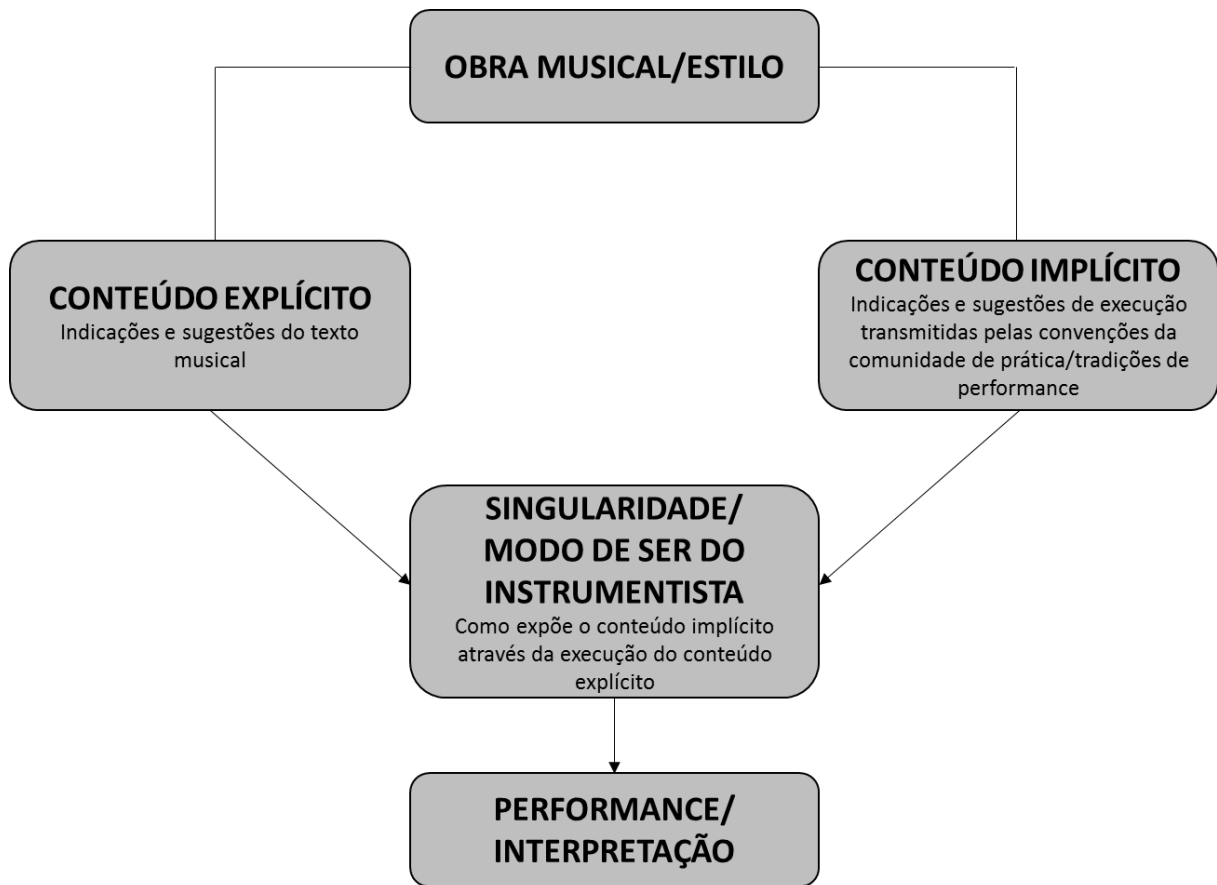 OBRA MUSICAL/ESTILO
CONTEÚDO EXPLÍCITO
Indicações e sugestões do texto
musical
CONTEÚDO IMPLÍCITO
Indicações e sugestões de execução
transmitidas pelas convenções da
comunidade de prática/tradições de
performance
SINGULARIDADE/
MODO DE SER DO
INSTRUMENTISTA
Como expõe o conteúdo implícito
através da execução do conteúdo
explícito
PERFORMANCE/
INTERPRETAÇÃO